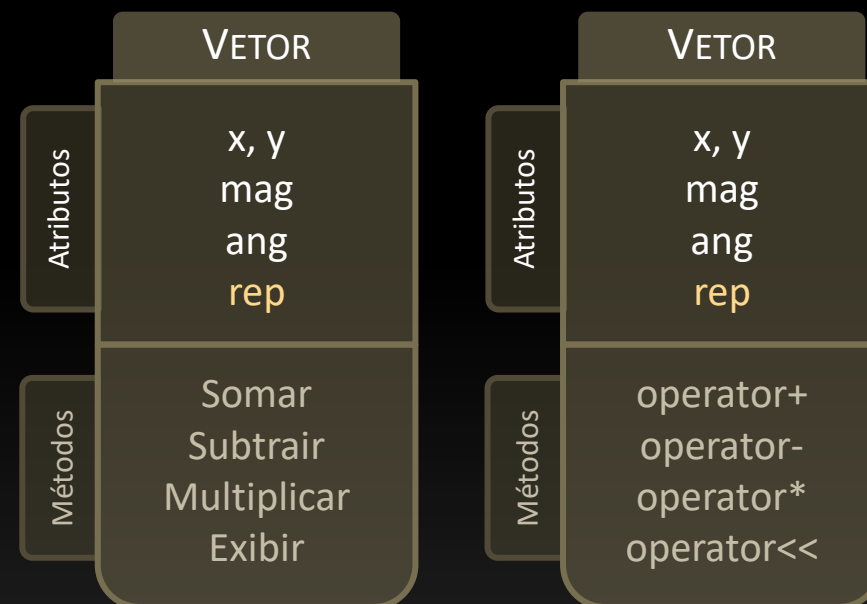 VETOR
Atributos
x, y
mag
ang
rep
Métodos
Somar
Subtrair
Multiplicar
Exibir
VETOR
Atributos
x, y
mag
ang
rep
Métodos
operator+
operator-
operator*
operator<<